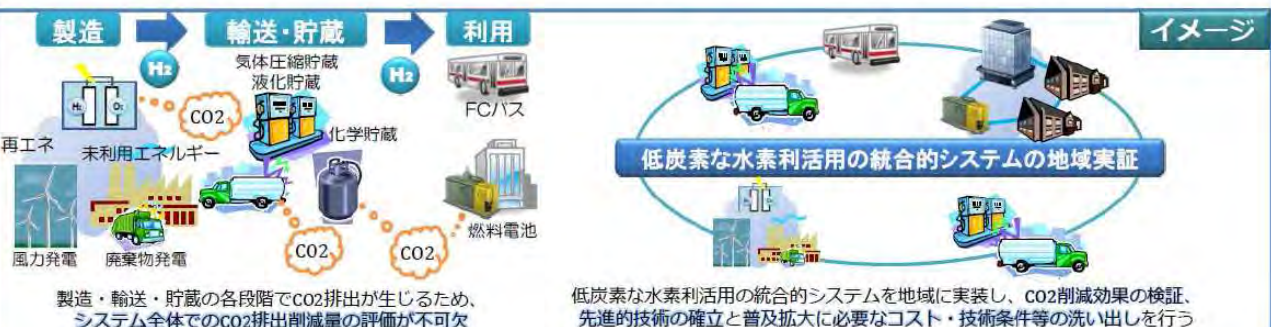 イメージ
製造
輸送・貯蔵
利用
H2
H2
気体圧縮貯蔵
液化貯蔵
FCバス
H2
O2
CO2
化学貯蔵
再エネ
未利用エネルギー
燃料電池
CO2
CO2
風力発電
廃棄物発電
製造・輸送・貯蔵の各段階でCO2排出が生じるため、
システム全体でのCO2排出削減量の評価が不可欠
低炭素な水素利活用の統合的システムの地域実証
低炭素な水素利活用の統合的システムを地域に実装し、CO2削減効果の検証、
先進的技術の確立と普及拡大に必要なコスト・技術条件等の洗い出しを行う